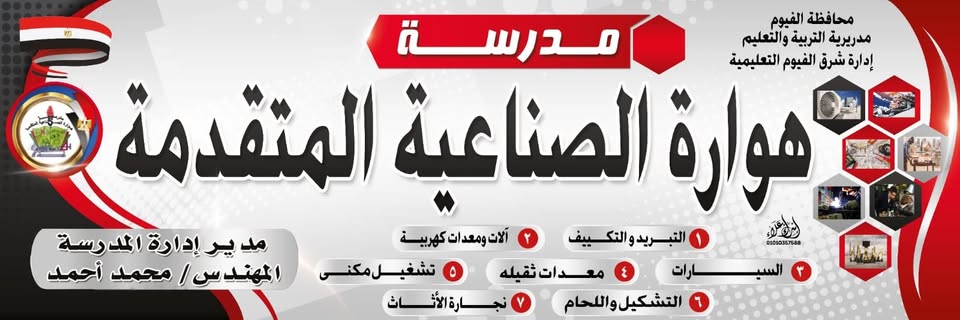 محافظة الفيوم
مديرية التربية والتعليم
إدارة شرق الفيوم التعليمية
مدرسة
هوارة الصناعية المتقدمة
مدير إدارة المدرسة
المهندس/ محمد أحمد
١ التبريد والتكييف
٢ آلات ومعدات كهربية
٣ السيارات
٤ معدات ثقيله
٥ تشغيل مكنى
٦ التشكيل واللحام
٧ نجارة الأثاث
01010357588